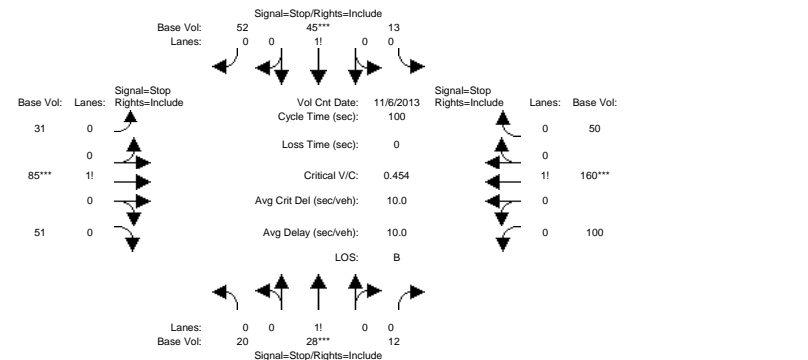 Signal=Stop/Rights=Include
Base Vol: 52 45*** 13
Lanes: 0 0 1! 0 0
Signal=Stop Signal=Stop
Base Vol: Lanes: Rights=Include Vol Cnt Date: 11/6/2013 Rights=Include Lanes: Base Vol:
Cycle Time (sec): 100
31 0 0 50
Loss Time (sec): 0
0 0
85*** 1! Critical V/C: 0.454 1! 160***
0 Avg Crit Del (sec/veh): 10.0 0
51 0 Avg Delay (sec/veh): 10.0 0 100
LOS: B
Lanes: 0 0 1! 0 0
Base Vol: 20 28*** 12
Signal=Stop/Rights=Include